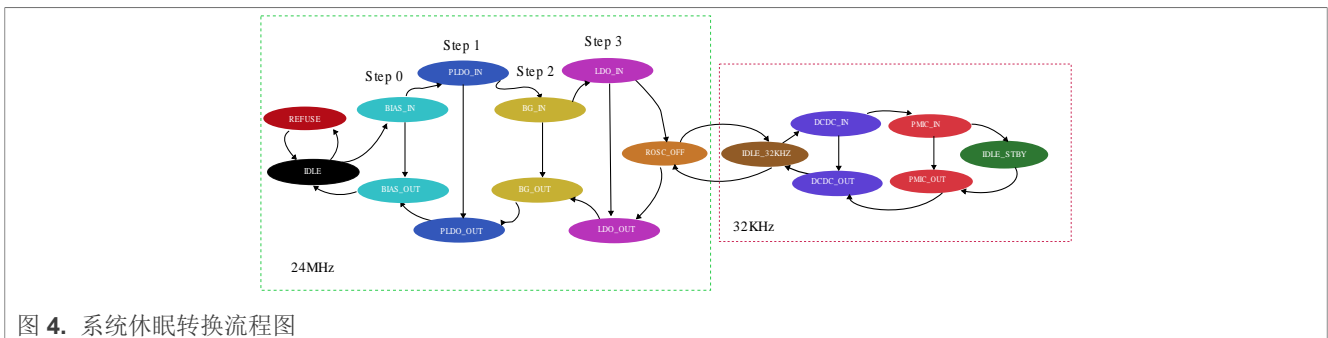 Step 1
Step 3
Step 0
Step 2
PLDO_IN
LDO_IN
BIAS_IN
BG_IN
REFUSE
DCDC_IN
PMIC_IN
IDLE
ROSC_OFF
IDLE_32KHZ
IDLE_STBY
BIAS_OUT
BG_OUT
DCDC_OUT
PMIC_OUT
PLDO_OUT
LDO_OUT
32KHz
24MHz
图 4. 系统休眠转换流程图